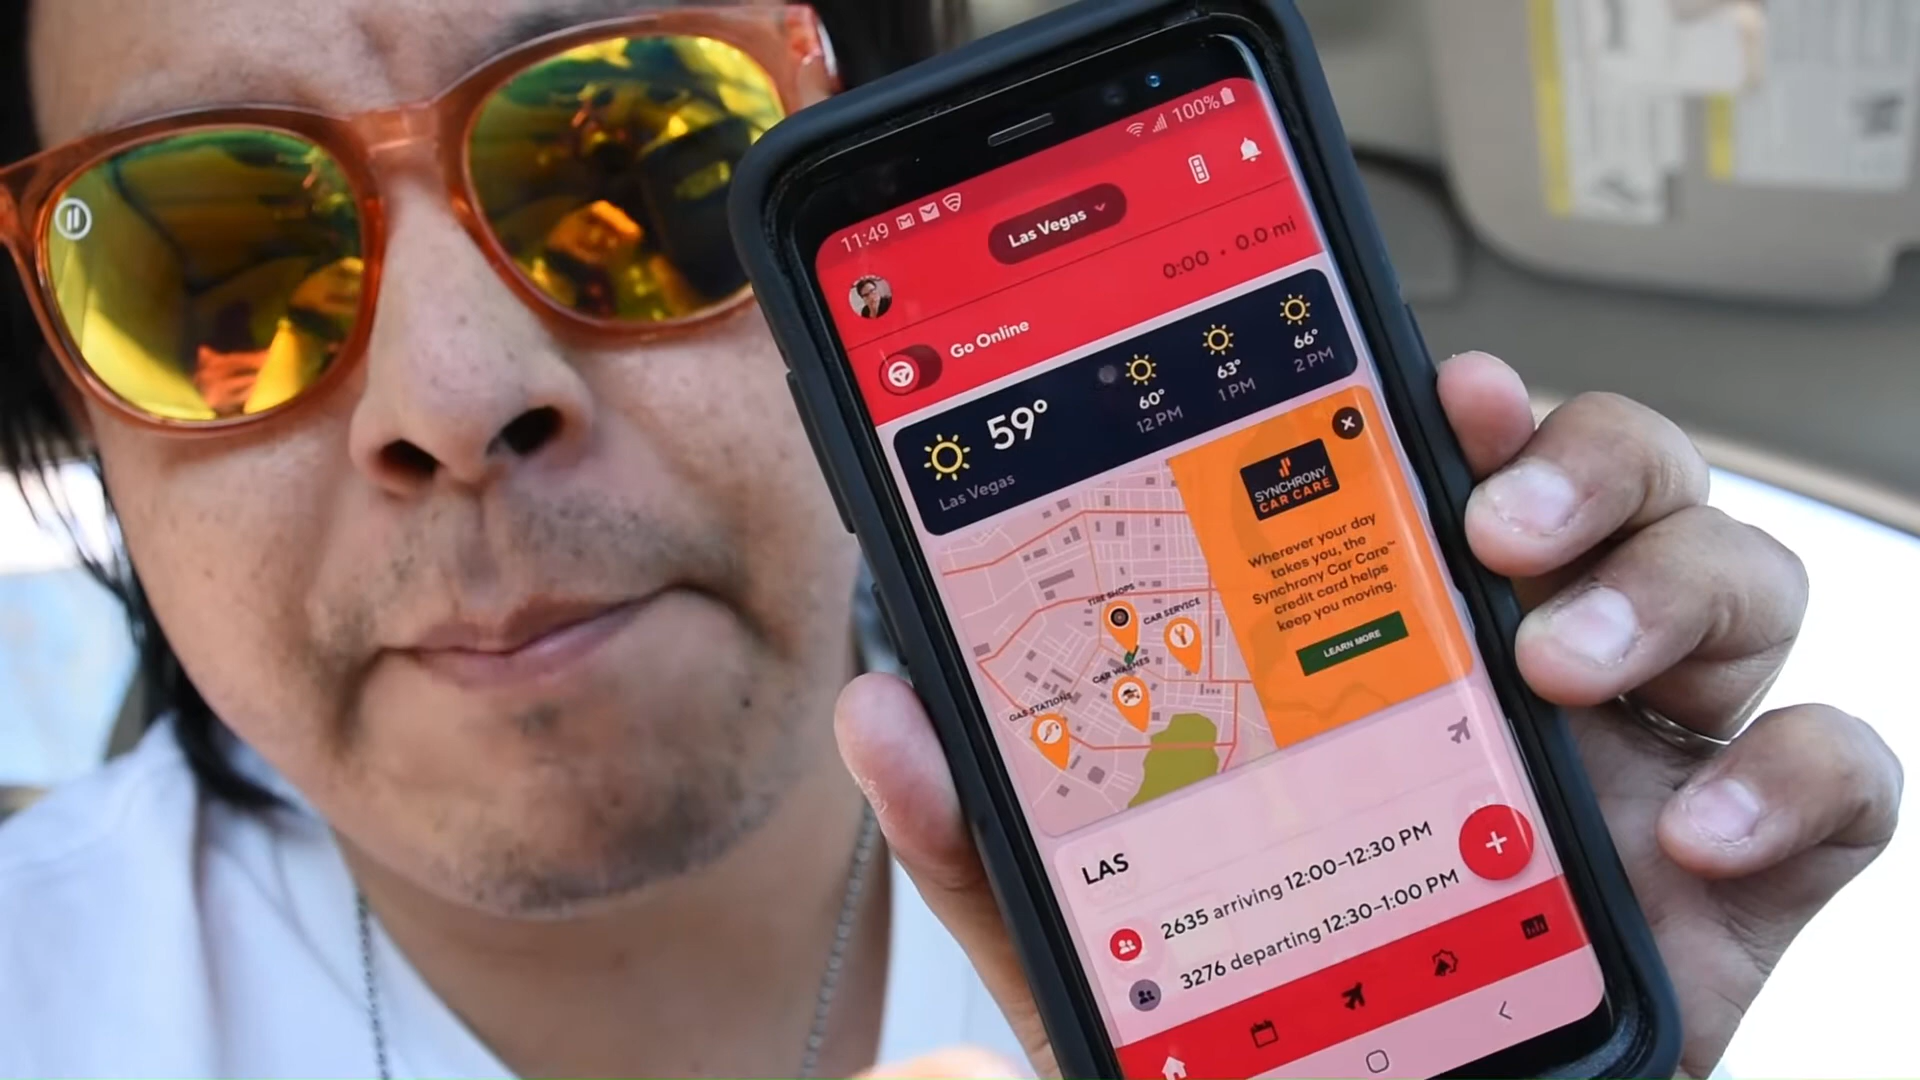 100%
11:49
Las Vegas
0:00 · 0.0 mi
Go Online
59°
Las Vegas
60°
12 PM
63°
1 PM
66°
2 PM
SYNCHRONY
CAR CARE
Wherever your day
takes you, the
Synchrony Car Care™
credit card helps
keep you moving.
LEARN MORE
TIRE SHOPS
CAR SERVICE
CAR WASHES
GAS STATIONS
LAS
2635 arriving 12:00–12:30 PM
3276 departing 12:30–1:00 PM